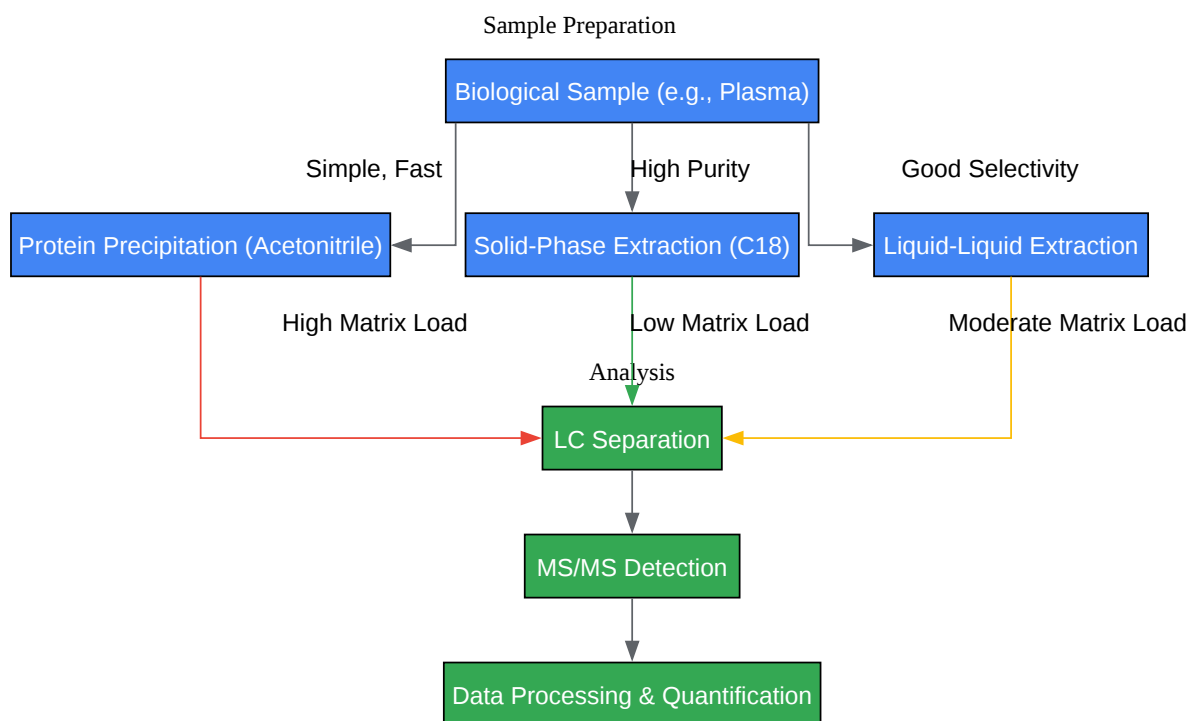 Sample Preparation
Biological Sample (e.g., Plasma)
Simple, Fast
High Purity
Good Selectivity
Protein Precipitation (Acetonitrile)
Solid-Phase Extraction (C18)
Liquid-Liquid Extraction
High Matrix Load
Low Matrix Load
Moderate Matrix Load
Analysis
LC Separation
MS/MS Detection
Data Processing & Quantification